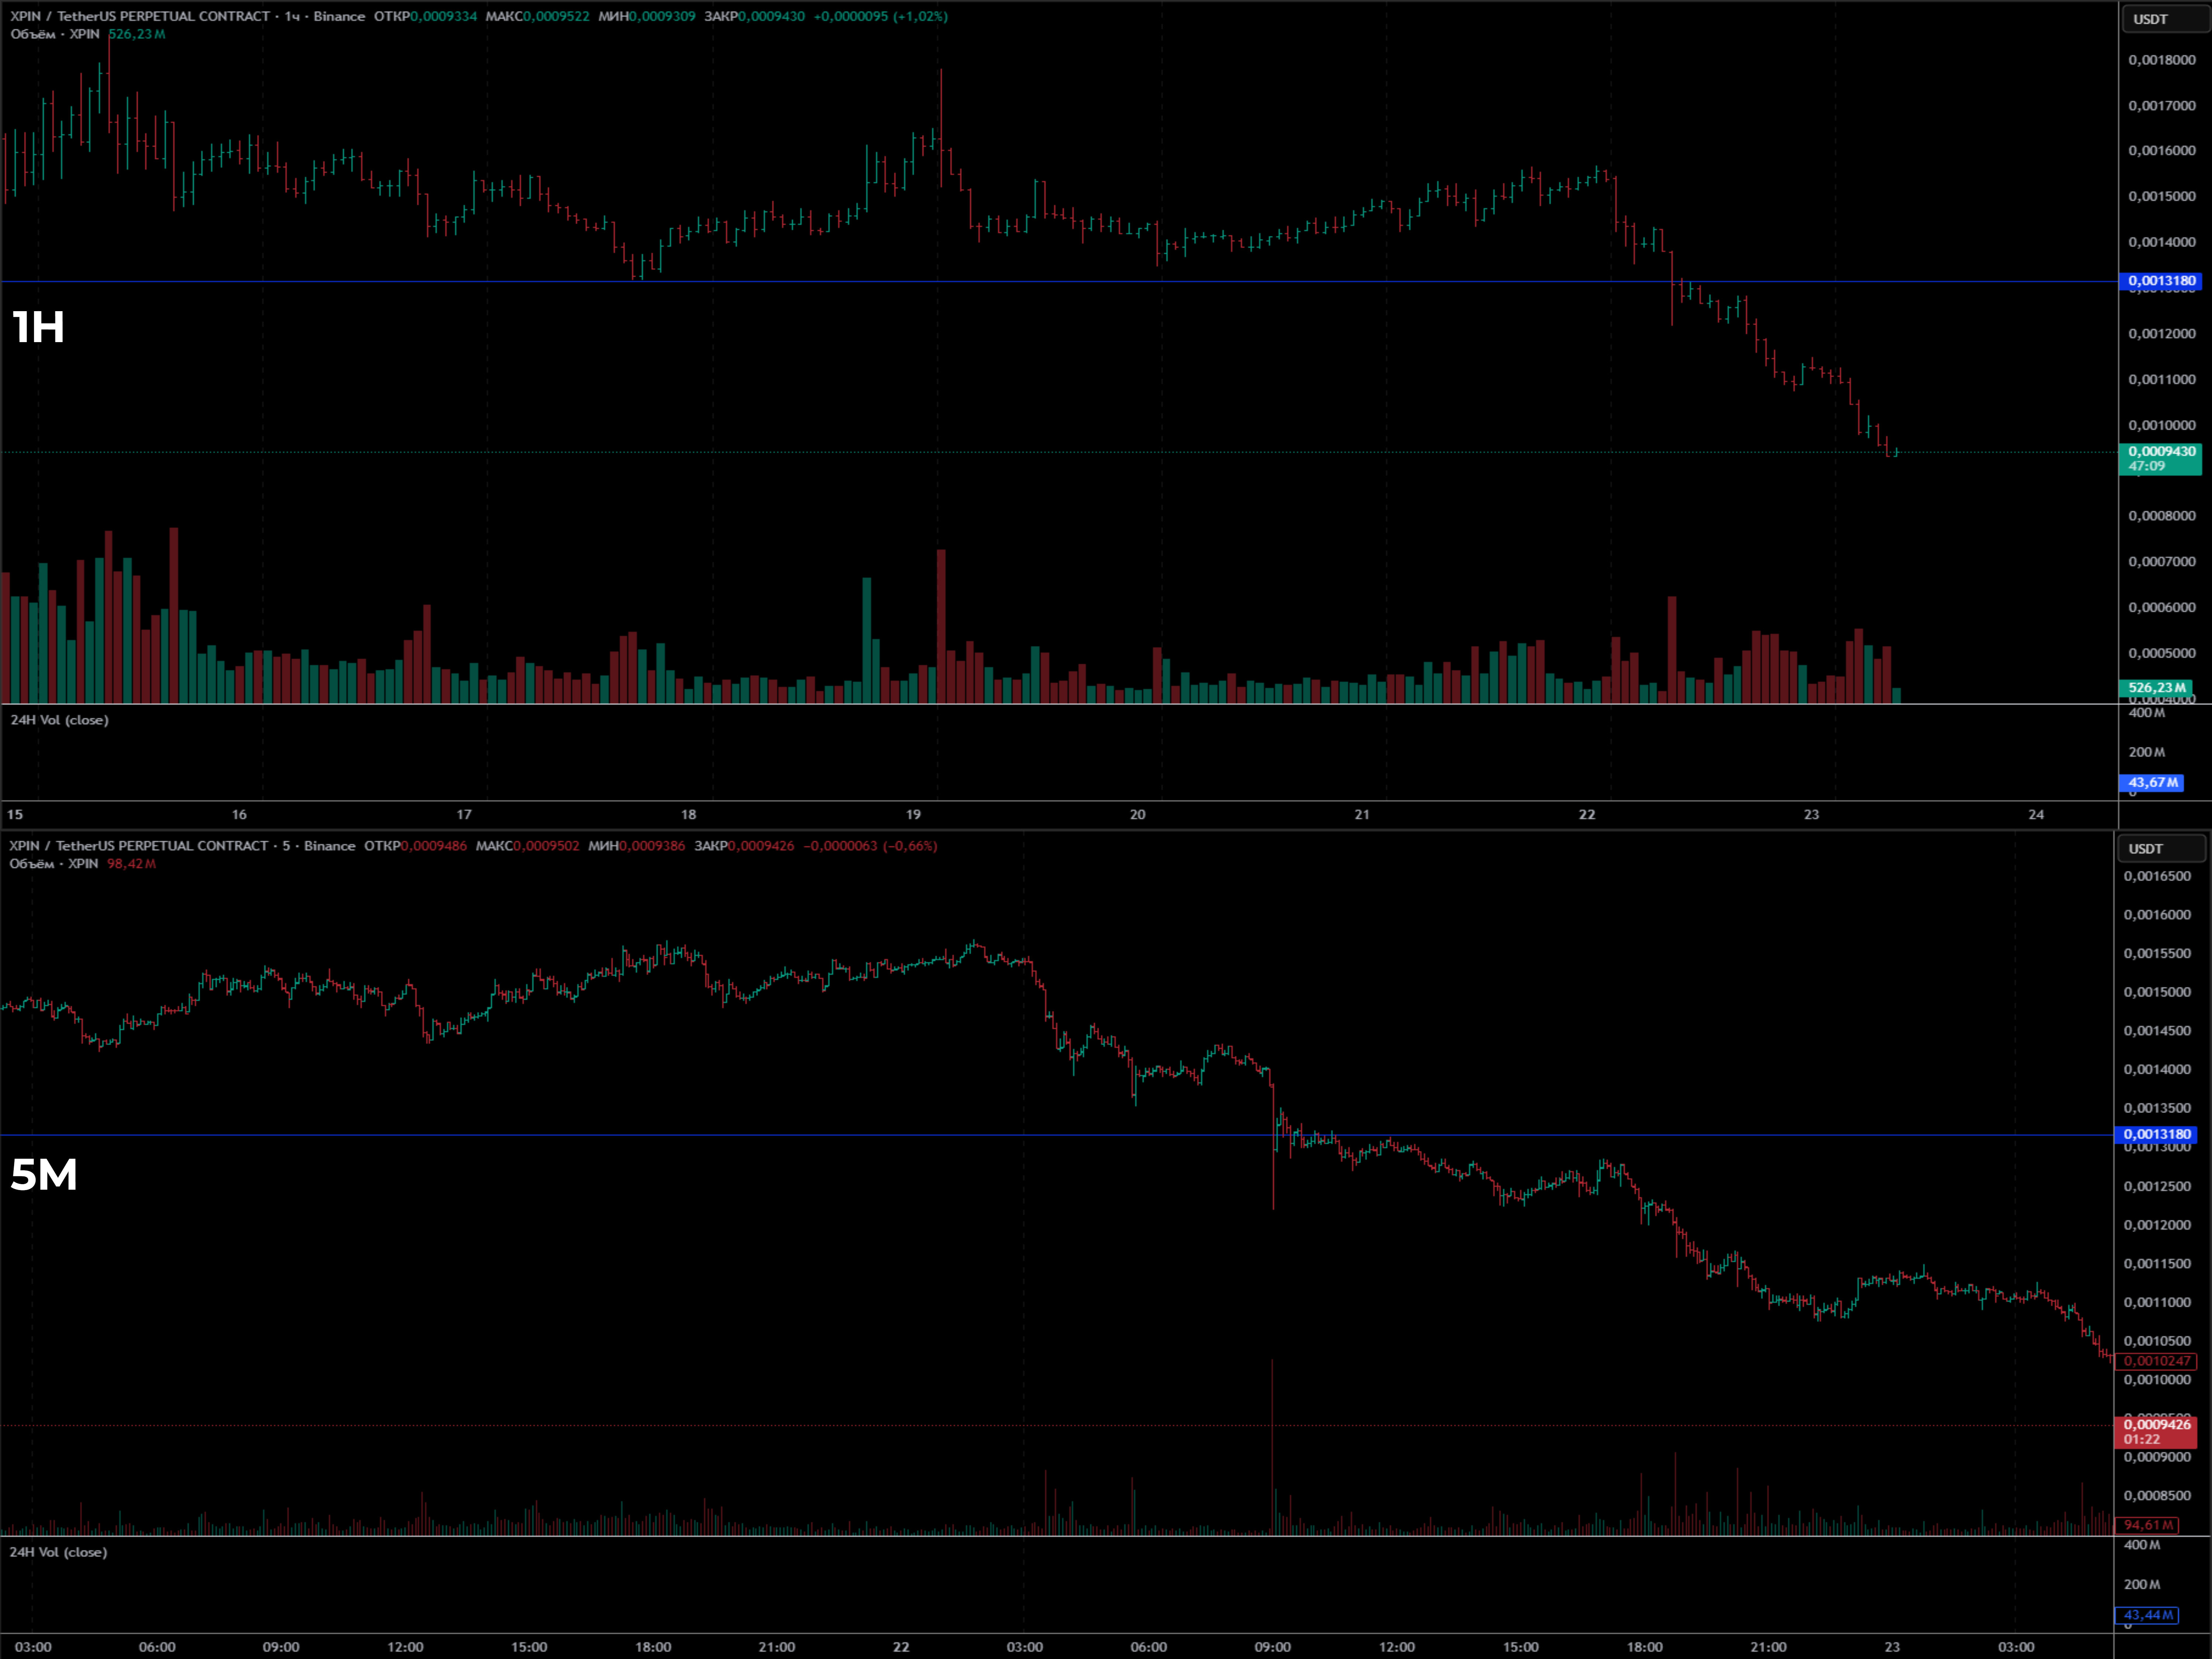 XPIN / TetherUS PERPETUAL CONTRACT · 1ч · Binance ОТКР0,0009334 МАКС0,0009522 МИН0,0009309 ЗАКР0,0009430 +0,0000095 (+1,02%)
Объём · XPIN 526,23 M
USDT
0,0018000
0,0017000
0,0016000
0,0015000
0,0014000
0,0013180
1H
0,0012000
0,0011000
0,0010000
0,0009430
47:09
0,0008000
0,0007000
0,0006000
0,0005000
526,23 M
0,0004000
24H Vol (close)
400 M
200 M
43,67 M
0
15 16 17 18 19 20 21 22 23 24
XPIN / TetherUS PERPETUAL CONTRACT · 5 · Binance ОТКР0,0009486 МАКС0,0009502 МИН0,0009386 ЗАКР0,0009426 −0,0000063 (−0,66%)
Объём · XPIN 98,42 M
USDT
0,0016500
0,0016000
0,0015500
0,0015000
0,0014500
0,0014000
0,0013500
0,0013180
0,0013000
5M
0,0012500
0,0012000
0,0011500
0,0011000
0,0010500
0,0010247
0,0010000
0,0009426
01:22
0,0009000
0,0008500
94,61 M
24H Vol (close)
400 M
200 M
43,44 M
0
03:00 06:00 09:00 12:00 15:00 18:00 21:00 22 03:00 06:00 09:00 12:00 15:00 18:00 21:00 23 03:00